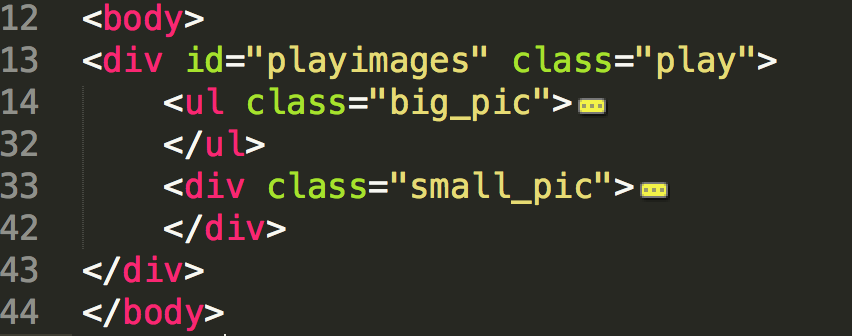 12 <body>
13 <div id="playimages" class="play">
14 <ul class="big_pic">
32 </ul>
33 <div class="small_pic">
42 </div>
43 </div>
44 </body>